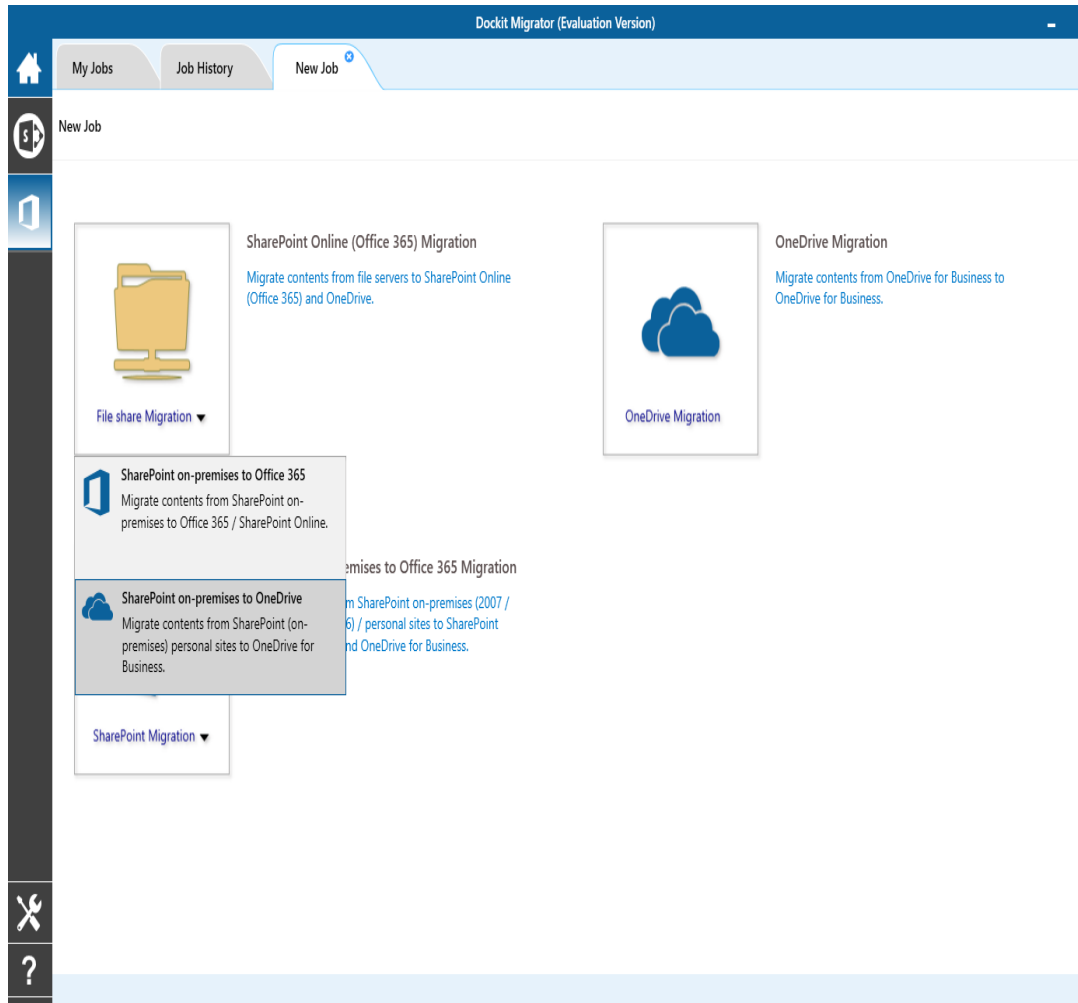 Dockit Migrator (Evaluation Version)
My Jobs
Job History
New Job
New Job
SharePoint Online (Office 365) Migration
Migrate contents from file servers to SharePoint Online
(Office 365) and OneDrive.
File share Migration
OneDrive Migration
Migrate contents from OneDrive for Business to
OneDrive for Business.
OneDrive Migration
SharePoint on-premises to Office 365
Migrate contents from SharePoint on-
premises to Office 365 / SharePoint Online.
SharePoint on-premises to OneDrive
Migrate contents from SharePoint (on-
premises) personal sites to OneDrive for
Business.
emises to Office 365 Migration
m SharePoint on-premises (2007 /
6) / personal sites to SharePoint
nd OneDrive for Business.
SharePoint Migration